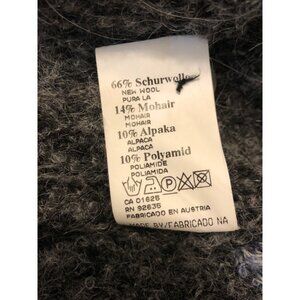 66% Schurwolle
NEW WOOL
PURA LA
14% Mohair
MOHAIR
MOHAIR
10% Alpaka
ALPACA
ALPACA
10% Polyamid
POLIAMIDE
POLIAMIDA
P
CA 01625
RN 92635
FABRICADO EN AUSTRIA
MADE BY/FABRICADO NA